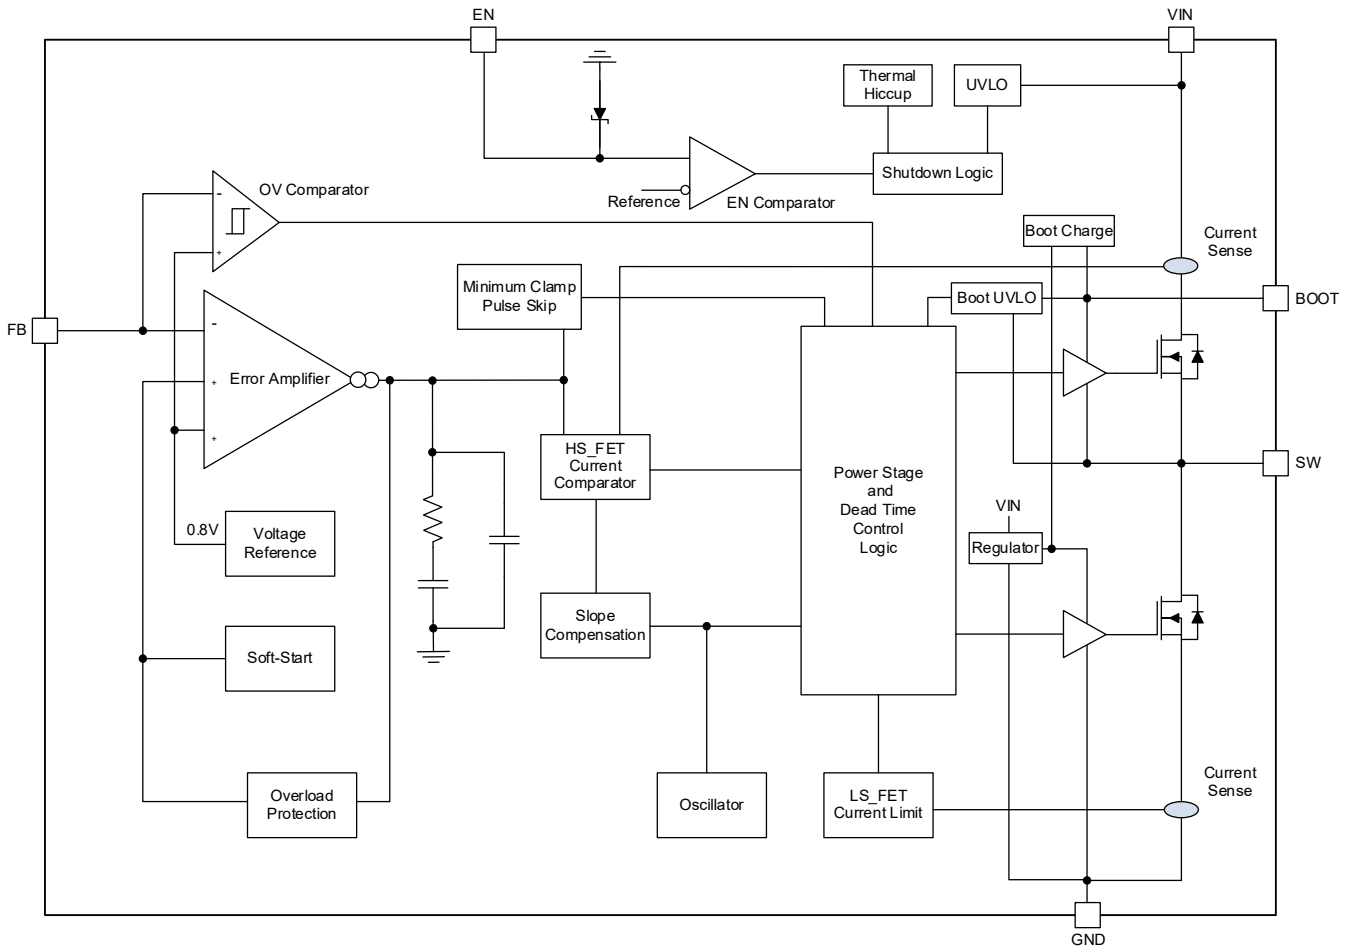 EN
VIN
Thermal
Hiccup
UVLO
Shutdown Logic
OV Comparator
-
+
Reference
EN Comparator
Boot Charge
Current
Sense
Minimum Clamp
Pulse Skip
Boot UVLO
BOOT
FB
-
Error Amplifier
+
+
HS_FET
Current
Comparator
Power Stage
and
Dead Time
Control
Logic
SW
0.8V
Voltage
Reference
VIN
Regulator
Slope
Compensation
Soft-Start
Overload
Protection
Oscillator
LS_FET
Current Limit
Current
Sense
GND